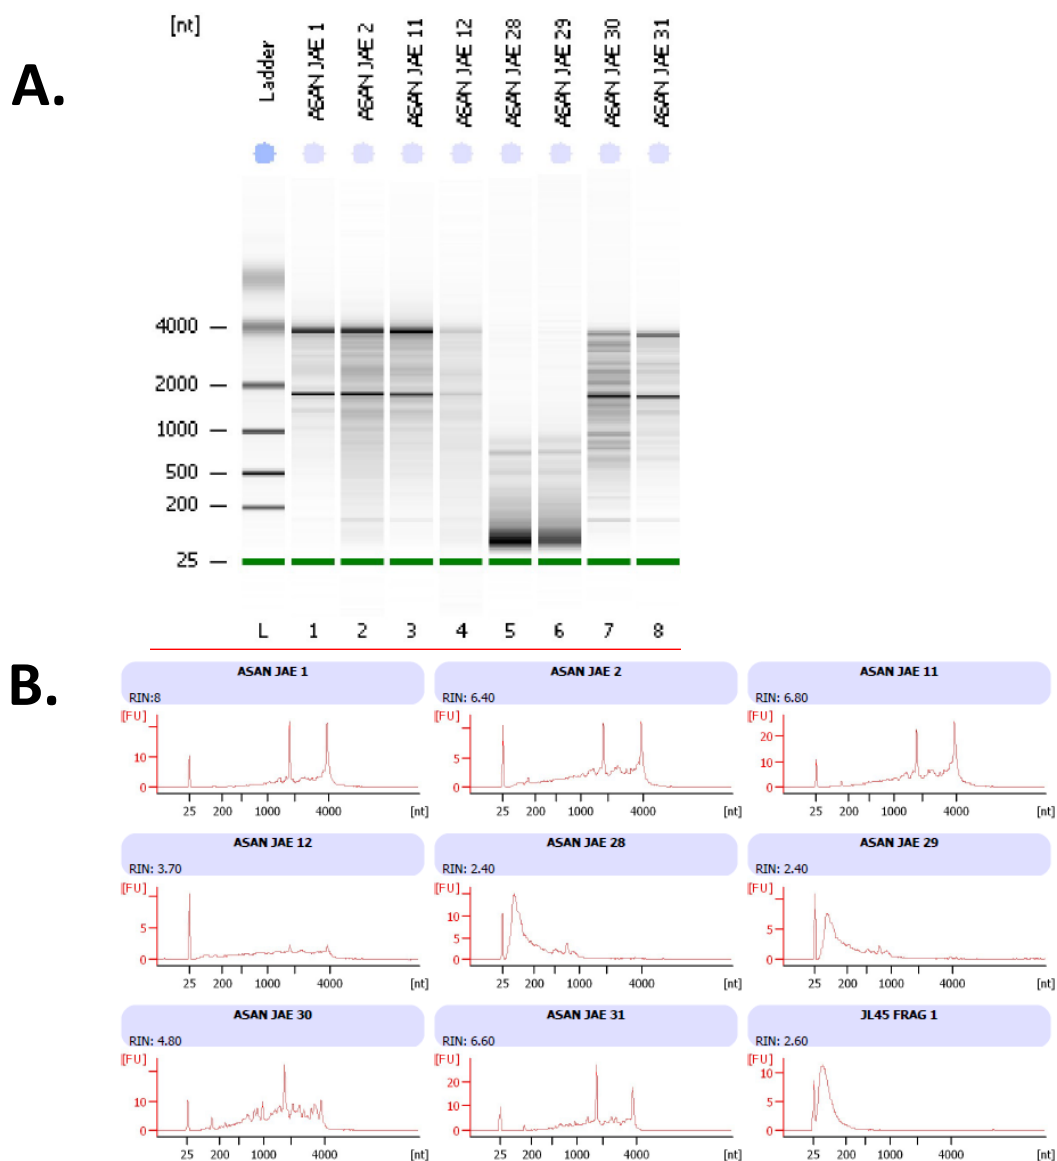 A.
[nt]
Ladder
ASAN JAE 1
ASAN JAE 2
ASAN JAE 11
ASAN JAE 12
ASAN JAE 28
ASAN JAE 29
ASAN JAE 30
ASAN JAE 31
4000
2000
1000
500
200
25
L 1 2 3 4 5 6 7 8
B.
ASAN JAE 1
RIN:8
[FU]
10
0
25 200 1000 4000 [nt]
ASAN JAE 2
RIN: 6.40
[FU]
5
0
25 200 1000 4000 [nt]
ASAN JAE 11
RIN: 6.80
[FU]
20
10
0
25 200 1000 4000 [nt]
ASAN JAE 12
RIN: 3.70
[FU]
5
0
25 200 1000 4000 [nt]
ASAN JAE 28
RIN: 2.40
[FU]
10
5
0
25 200 1000 4000 [nt]
ASAN JAE 29
RIN: 2.40
[FU]
5
0
25 200 1000 4000 [nt]
ASAN JAE 30
RIN: 4.80
[FU]
10
0
25 200 1000 4000 [nt]
ASAN JAE 31
RIN: 6.60
[FU]
20
10
0
25 200 1000 4000 [nt]
JL45 FRAG 1
RIN: 2.60
[FU]
10
5
0
25 200 1000 4000 [nt]